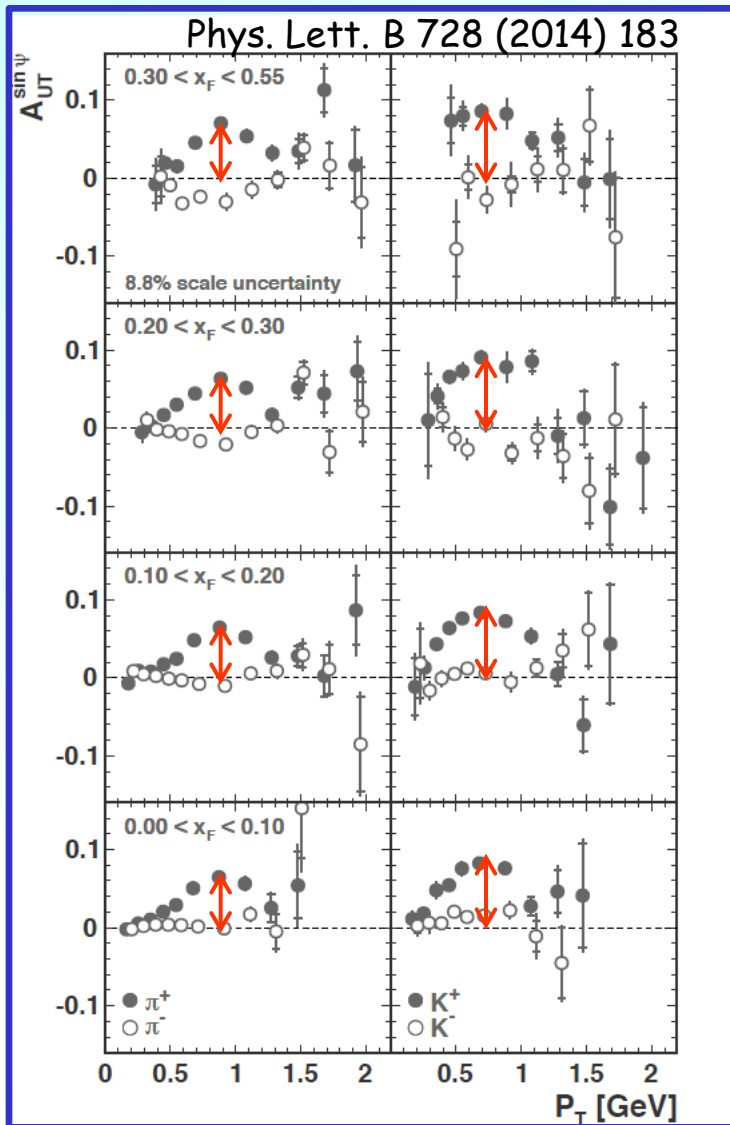 Phys. Lett. B 728 (2014) 183
A_UT^sin ψ
0.30 < x_F < 0.55
0.1
0
-0.1
8.8% scale uncertainty
0.20 < x_F < 0.30
0.1
0
-0.1
0.10 < x_F < 0.20
0.1
0
-0.1
0.00 < x_F < 0.10
0.1
0
-0.1
π+
π-
K+
K-
0 0.5 1 1.5 2 0.5 1 1.5 2
P_T [GeV]